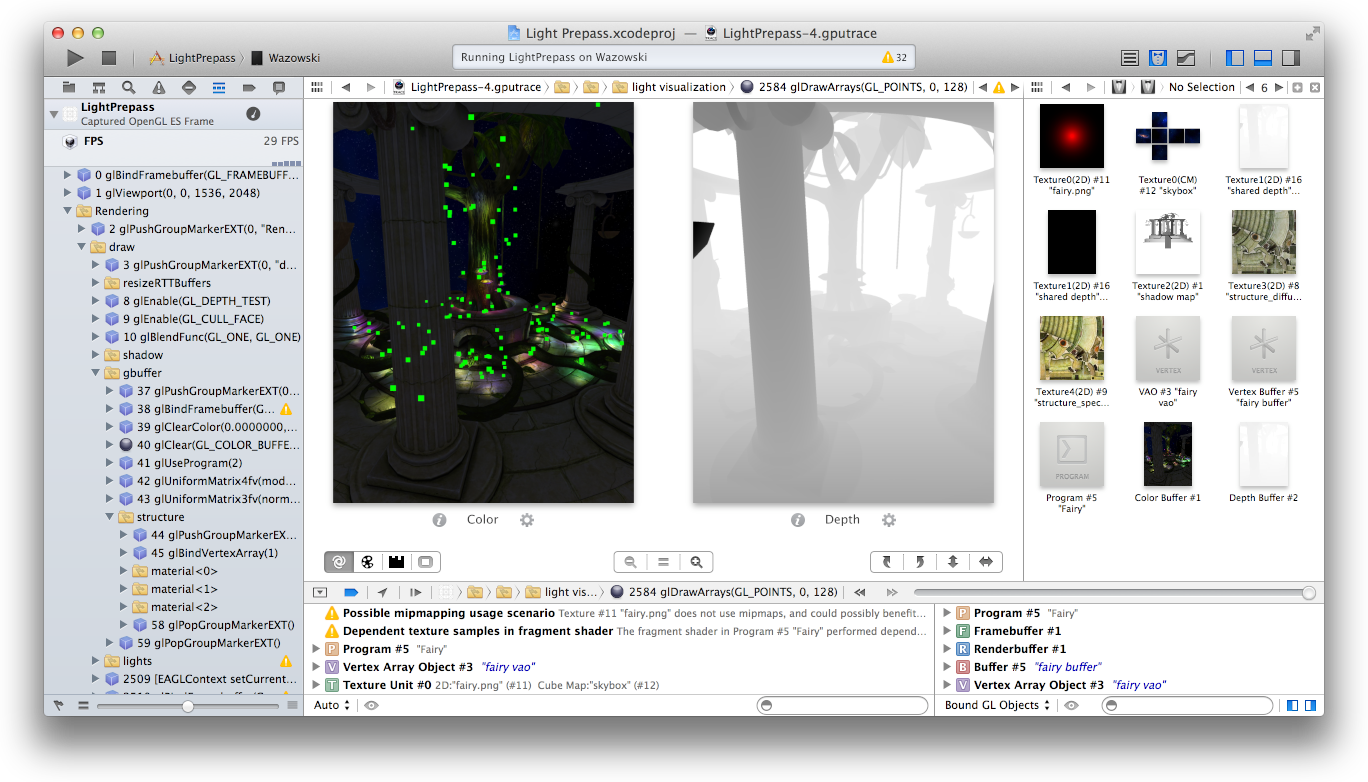 Light Prepass.xcodeproj — LightPrepass-4.gputrace
LightPrepass Wazowski
Running LightPrepass on Wazowski
32
LightPrepass
Captured OpenGL ES Frame
FPS 29 FPS
0 glBindFramebuffer(GL_FRAMEBUFF...
1 glViewport(0, 0, 1536, 2048)
Rendering
2 glPushGroupMarkerEXT(0, "Ren...
draw
3 glPushGroupMarkerEXT(0, "d...
resizeRTTBuffers
8 glEnable(GL_DEPTH_TEST)
9 glEnable(GL_CULL_FACE)
10 glBlendFunc(GL_ONE, GL_ONE)
shadow
gbuffer
37 glPushGroupMarkerEXT(0...
38 glBindFramebuffer(G...
39 glClearColor(0.0000000,...
40 glClear(GL_COLOR_BUFFE...
41 glUseProgram(2)
42 glUniformMatrix4fv(mod...
43 glUniformMatrix3fv(norm...
structure
44 glPushGroupMarkerEX...
45 glBindVertexArray(1)
material<0>
material<1>
material<2>
58 glPopGroupMarkerEXT()
59 glPopGroupMarkerEXT()
lights
2509 [EAGLContext setCurrent...
LightPrepass-4.gputrace light visualization 2584 glDrawArrays(GL_POINTS, 0, 128)
Color
Depth
light vis... 2584 glDrawArrays(GL_POINTS, 0, 128)
Possible mipmapping usage scenario Texture #11 "fairy.png" does not use mipmaps, and could possibly benefit...
Dependent texture samples in fragment shader The fragment shader in Program #5 "Fairy" performed depend...
P Program #5 "Fairy"
V Vertex Array Object #3 "fairy vao"
T Texture Unit #0 2D:"fairy.png" (#11) Cube Map:"skybox" (#12)
Auto
No Selection 6
Texture0(2D) #11 "fairy.png"
Texture0(CM) #12 "skybox"
Texture1(2D) #16 "shared depth"...
Texture1(2D) #16 "shared depth"...
Texture2(2D) #1 "shadow map"
Texture3(2D) #8 "structure_diffu...
Texture4(2D) #9 "structure_spec...
VERTEX
VAO #3 "fairy vao"
VERTEX
Vertex Buffer #5 "fairy buffer"
PROGRAM
Program #5 "Fairy"
Color Buffer #1
Depth Buffer #2
P Program #5 "Fairy"
F Framebuffer #1
R Renderbuffer #1
B Buffer #5 "fairy buffer"
V Vertex Array Object #3 "fairy vao"
Bound GL Objects